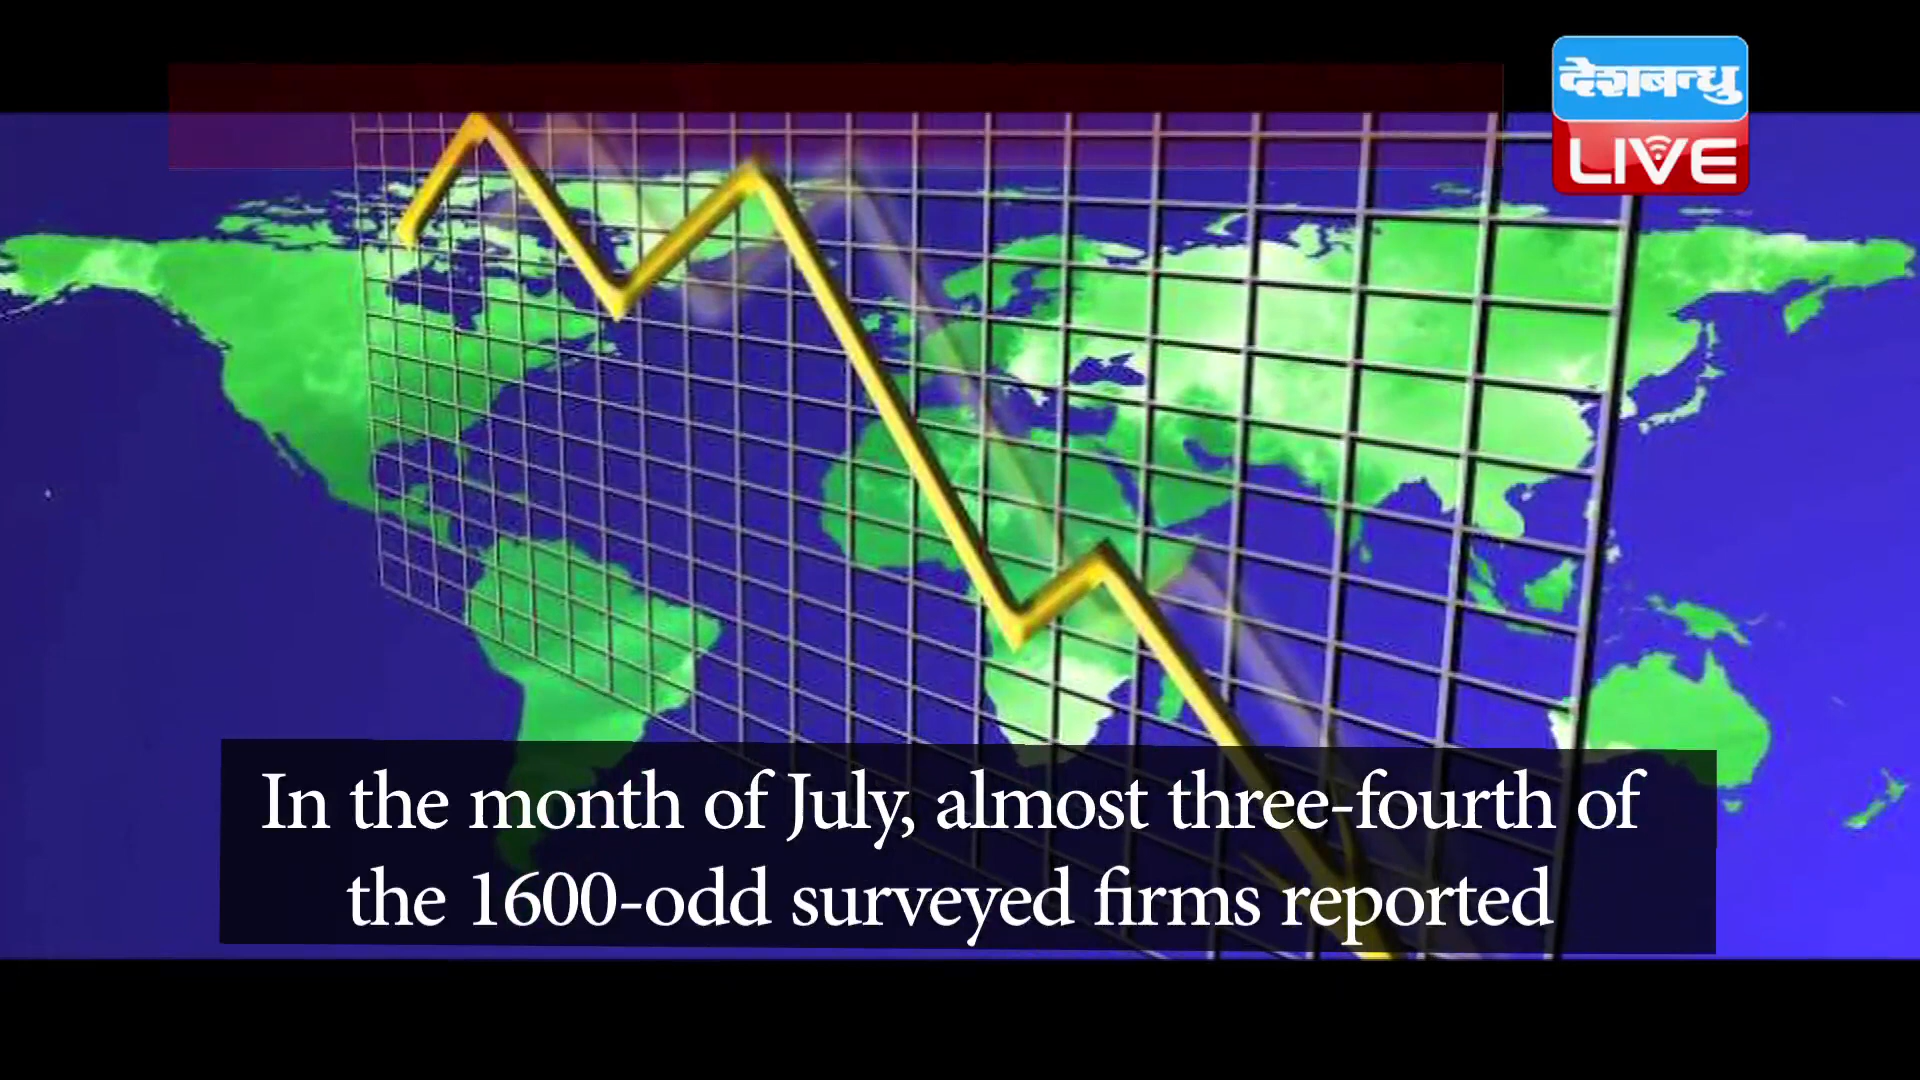 देशबन्धु
LIVE
In the month of July, almost three-fourth of
the 1600-odd surveyed firms reported